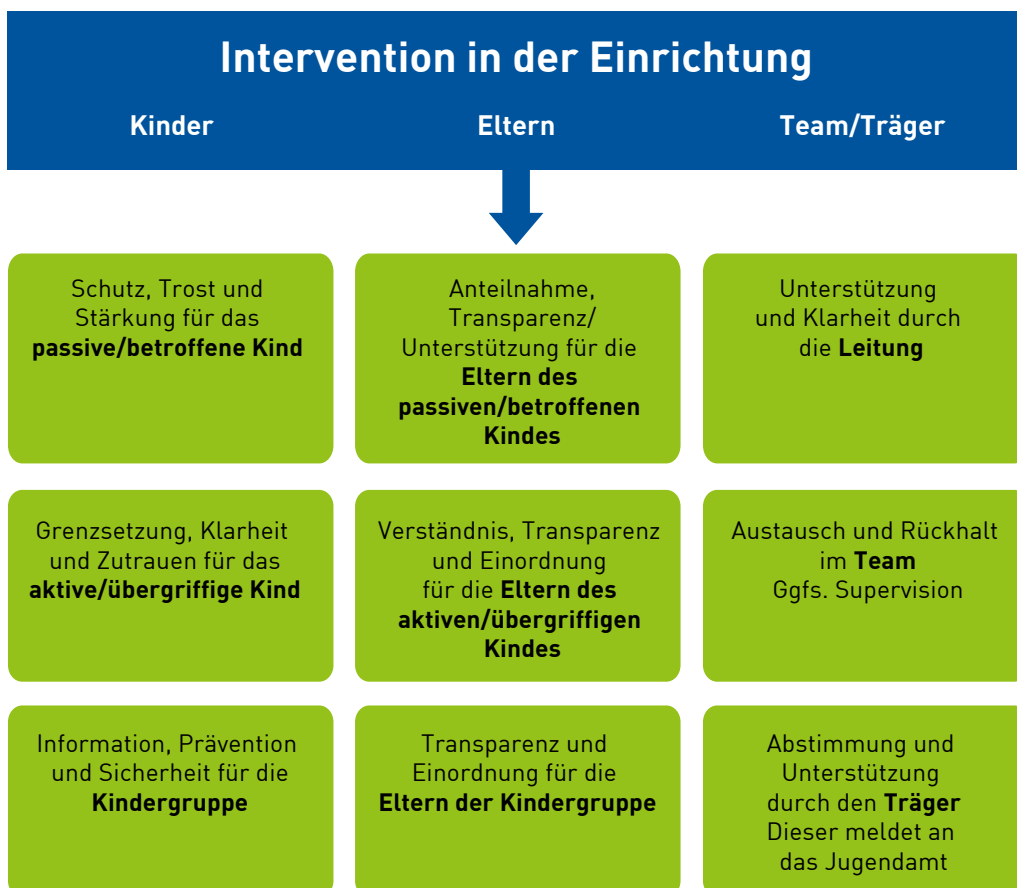 Intervention in der Einrichtung
Kinder
Eltern
Team/Träger
Schutz, Trost und
Stärkung für das
passive/betroffene Kind
Anteilnahme,
Transparenz/
Unterstützung für die
Eltern des
passiven/betroffenen
Kindes
Unterstützung
und Klarheit durch
die Leitung
Grenzsetzung, Klarheit
und Zutrauen für das
aktive/übergriffige Kind
Verständnis, Transparenz
und Einordnung
für die Eltern des
aktiven/übergriffigen
Kindes
Austausch und Rückhalt
im Team
Ggfs. Supervision
Information, Prävention
und Sicherheit für die
Kindergruppe
Transparenz und
Einordnung für die
Eltern der Kindergruppe
Abstimmung und
Unterstützung
durch den Träger
Dieser meldet an
das Jugendamt